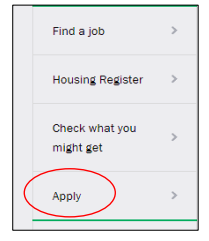 Find a job
Housing Register
Check what you
might get
Apply